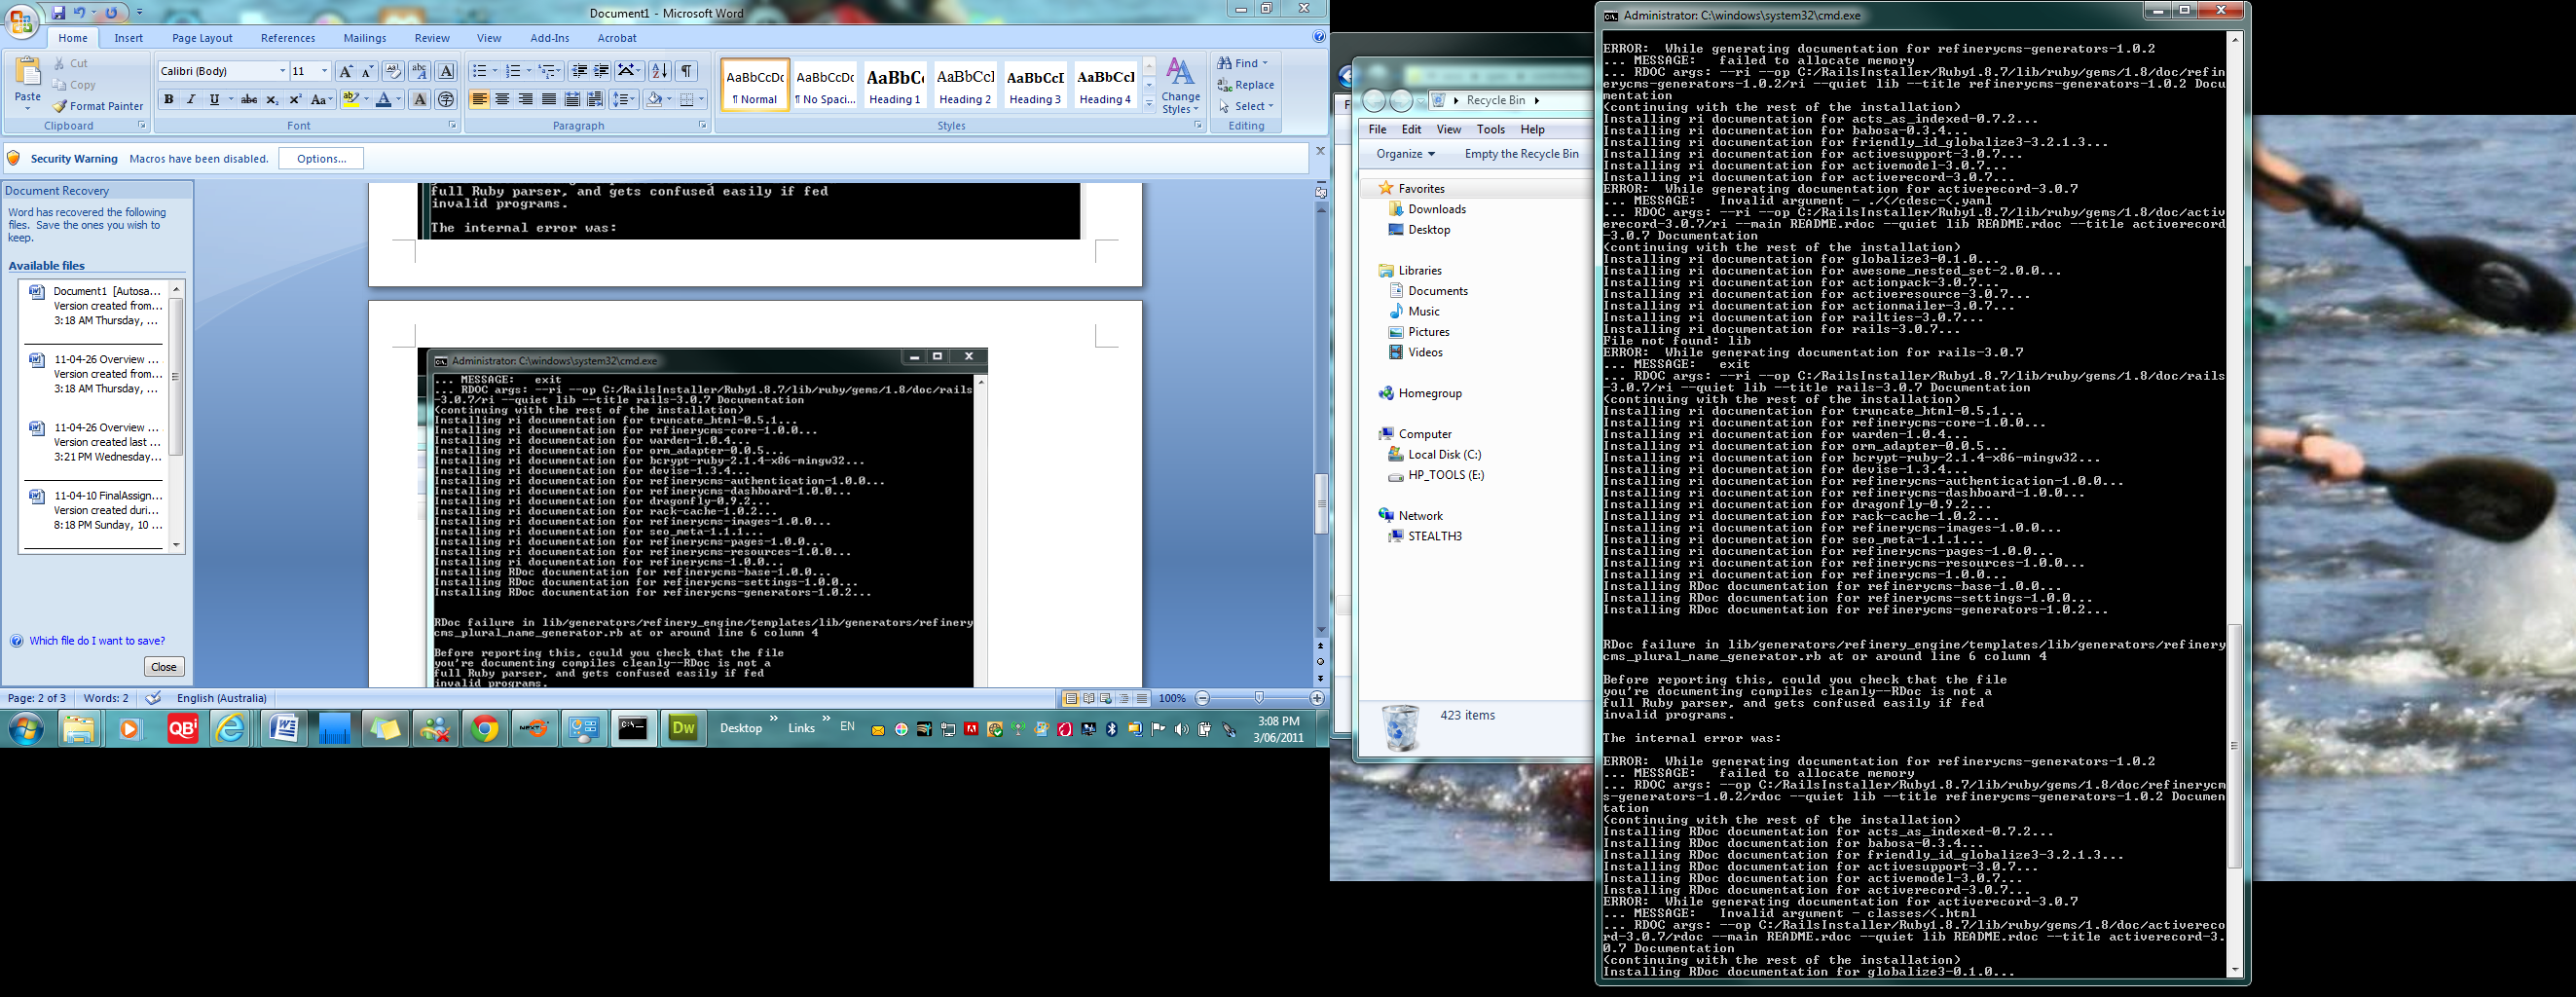 Document1 - Microsoft Word
Home Insert Page Layout References Mailings Review View Add-Ins Acrobat
Paste
Cut
Copy
Format Painter
Clipboard
Calibri (Body) 11
Font
Paragraph
AaBbCcDc AaBbCcDc AaBbC AaBbCcl AaBbCcI AaBbCcI
¶ Normal ¶ No Spaci... Heading 1 Heading 2 Heading 3 Heading 4
Change Styles
Styles
Find
Replace
Select
Editing
Security Warning Macros have been disabled. Options...
Document Recovery
Word has recovered the following
files. Save the ones you wish to
keep.
Available files
Document1 [Autosa...
Version created from...
3:18 AM Thursday, ...
11-04-26 Overview ...
Version created from...
3:18 AM Thursday, ...
11-04-26 Overview ...
Version created last ...
3:21 PM Wednesday...
11-04-10 FinalAssign...
Version created duri...
8:18 PM Sunday, 10 ...
Which file do I want to save?
Close
full Ruby parser, and gets confused easily if fed
invalid programs.
The internal error was:
Administrator: C:\windows\system32\cmd.exe
... MESSAGE: exit
... RDOC args: --ri --op C:/RailsInstaller/Ruby1.8.7/lib/ruby/gems/1.8/doc/rails
-3.0.7/ri --quiet lib --title rails-3.0.7 Documentation
(continuing with the rest of the installation)
Installing ri documentation for truncate_html-0.5.1...
Installing ri documentation for refinerycms-core-1.0.0...
Installing ri documentation for warden-1.0.4...
Installing ri documentation for orm_adapter-0.0.5...
Installing ri documentation for bcrypt-ruby-2.1.4-x86-mingw32...
Installing ri documentation for devise-1.3.4...
Installing ri documentation for refinerycms-authentication-1.0.0...
Installing ri documentation for refinerycms-dashboard-1.0.0...
Installing ri documentation for dragonfly-0.9.2...
Installing ri documentation for rack-cache-1.0.2...
Installing ri documentation for refinerycms-images-1.0.0...
Installing ri documentation for seo_meta-1.1.1...
Installing ri documentation for refinerycms-pages-1.0.0...
Installing ri documentation for refinerycms-resources-1.0.0...
Installing ri documentation for refinerycms-1.0.0...
Installing RDoc documentation for refinerycms-base-1.0.0...
Installing RDoc documentation for refinerycms-settings-1.0.0...
Installing RDoc documentation for refinerycms-generators-1.0.2...
RDoc failure in lib/generators/refinery_engine/templates/lib/generators/refinery
cms_plural_name_generator.rb at or around line 6 column 4
Before reporting this, could you check that the file
you're documenting compiles cleanly--RDoc is not a
full Ruby parser, and gets confused easily if fed
invalid programs.
Page: 2 of 3 Words: 2 English (Australia) 100%
Desktop Links EN 3:08 PM
3/06/2011
Recycle Bin
File Edit View Tools Help
Organize Empty the Recycle Bin
Favorites
Downloads
Desktop
Libraries
Documents
Music
Pictures
Videos
Homegroup
Computer
Local Disk (C:)
HP_TOOLS (E:)
Network
STEALTH3
423 items
Administrator: C:\windows\system32\cmd.exe
ERROR: While generating documentation for refinerycms-generators-1.0.2
... MESSAGE: failed to allocate memory
... RDOC args: --ri --op C:/RailsInstaller/Ruby1.8.7/lib/ruby/gems/1.8/doc/refin
erycms-generators-1.0.2/ri --quiet lib --title refinerycms-generators-1.0.2 Docu
mentation
(continuing with the rest of the installation)
Installing ri documentation for acts_as_indexed-0.7.2...
Installing ri documentation for babosa-0.3.4...
Installing ri documentation for friendly_id_globalize3-3.2.1.3...
Installing ri documentation for activesupport-3.0.7...
Installing ri documentation for activemodel-3.0.7...
Installing ri documentation for activerecord-3.0.7...
ERROR: While generating documentation for activerecord-3.0.7
... MESSAGE: Invalid argument - ./</cdesc-<.yaml
... RDOC args: --ri --op C:/RailsInstaller/Ruby1.8.7/lib/ruby/gems/1.8/doc/activ
erecord-3.0.7/ri --main README.rdoc --quiet lib README.rdoc --title activerecord
-3.0.7 Documentation
(continuing with the rest of the installation)
Installing ri documentation for globalize3-0.1.0...
Installing ri documentation for awesome_nested_set-2.0.0...
Installing ri documentation for actionpack-3.0.7...
Installing ri documentation for activeresource-3.0.7...
Installing ri documentation for actionmailer-3.0.7...
Installing ri documentation for railties-3.0.7...
Installing ri documentation for rails-3.0.7...
File not found: lib
ERROR: While generating documentation for rails-3.0.7
... MESSAGE: exit
... RDOC args: --ri --op C:/RailsInstaller/Ruby1.8.7/lib/ruby/gems/1.8/doc/rails
-3.0.7/ri --quiet lib --title rails-3.0.7 Documentation
(continuing with the rest of the installation)
Installing ri documentation for truncate_html-0.5.1...
Installing ri documentation for refinerycms-core-1.0.0...
Installing ri documentation for warden-1.0.4...
Installing ri documentation for orm_adapter-0.0.5...
Installing ri documentation for bcrypt-ruby-2.1.4-x86-mingw32...
Installing ri documentation for devise-1.3.4...
Installing ri documentation for refinerycms-authentication-1.0.0...
Installing ri documentation for refinerycms-dashboard-1.0.0...
Installing ri documentation for dragonfly-0.9.2...
Installing ri documentation for rack-cache-1.0.2...
Installing ri documentation for refinerycms-images-1.0.0...
Installing ri documentation for seo_meta-1.1.1...
Installing ri documentation for refinerycms-pages-1.0.0...
Installing ri documentation for refinerycms-resources-1.0.0...
Installing ri documentation for refinerycms-1.0.0...
Installing RDoc documentation for refinerycms-base-1.0.0...
Installing RDoc documentation for refinerycms-settings-1.0.0...
Installing RDoc documentation for refinerycms-generators-1.0.2...
RDoc failure in lib/generators/refinery_engine/templates/lib/generators/refinery
cms_plural_name_generator.rb at or around line 6 column 4
Before reporting this, could you check that the file
you're documenting compiles cleanly--RDoc is not a
full Ruby parser, and gets confused easily if fed
invalid programs.
The internal error was:
ERROR: While generating documentation for refinerycms-generators-1.0.2
... MESSAGE: failed to allocate memory
... RDOC args: --op C:/RailsInstaller/Ruby1.8.7/lib/ruby/gems/1.8/doc/refinerycm
s-generators-1.0.2/rdoc --quiet lib --title refinerycms-generators-1.0.2 Documen
tation
(continuing with the rest of the installation)
Installing RDoc documentation for acts_as_indexed-0.7.2...
Installing RDoc documentation for babosa-0.3.4...
Installing RDoc documentation for friendly_id_globalize3-3.2.1.3...
Installing RDoc documentation for activesupport-3.0.7...
Installing RDoc documentation for activemodel-3.0.7...
Installing RDoc documentation for activerecord-3.0.7...
ERROR: While generating documentation for activerecord-3.0.7
... MESSAGE: Invalid argument - classes/<.html
... RDOC args: --op C:/RailsInstaller/Ruby1.8.7/lib/ruby/gems/1.8/doc/activereco
rd-3.0.7/rdoc --main README.rdoc --quiet lib README.rdoc --title activerecord-3.
0.7 Documentation
(continuing with the rest of the installation)
Installing RDoc documentation for globalize3-0.1.0...